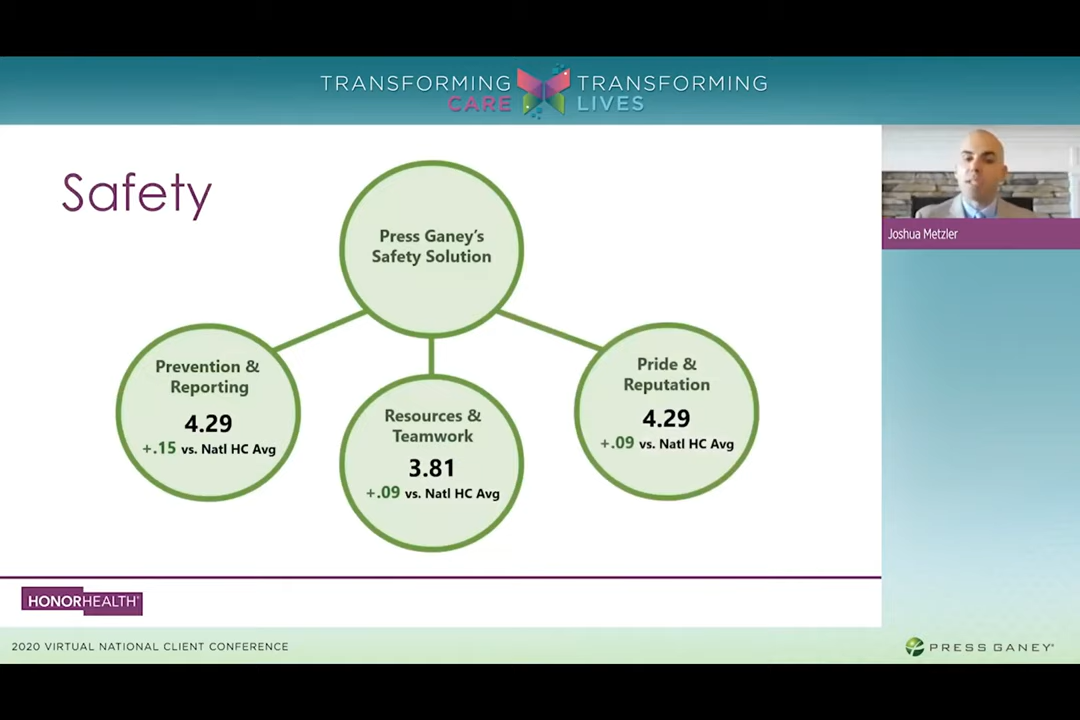 TRANSFORMING CARE
TRANSFORMING LIVES
Safety
Press Ganey's
Safety Solution
Prevention &
Reporting
4.29
+.15 vs. Natl HC Avg
Resources &
Teamwork
3.81
+.09 vs. Natl HC Avg
Pride &
Reputation
4.29
+.09 vs. Natl HC Avg
Joshua Metzler
HONORHEALTH®
2020 VIRTUAL NATIONAL CLIENT CONFERENCE
PRESS GANEY®